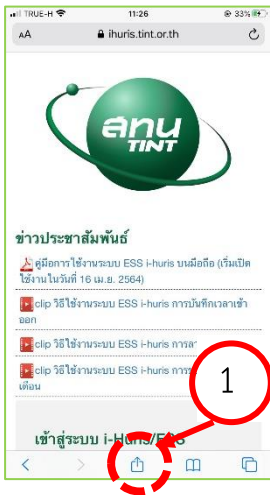 TRUE-H 11:26 33%
AA ihuris.tint.or.th
สทน
TINT
ข่าวประชาสัมพันธ์
คู่มือการใช้งานระบบ ESS i-huris บนมือถือ (เริ่มเปิด
ใช้งานในวันที่ 16 เม.ย. 2564)
clip วิธีใช้งานระบบ ESS i-huris การบันทึกเวลาเข้า
ออก
clip วิธีใช้งานระบบ ESS i-huris การลา
clip วิธีใช้งานระบบ ESS i-huris การ
เดือน
1
เข้าสู่ระบบ i-Huris/ESS